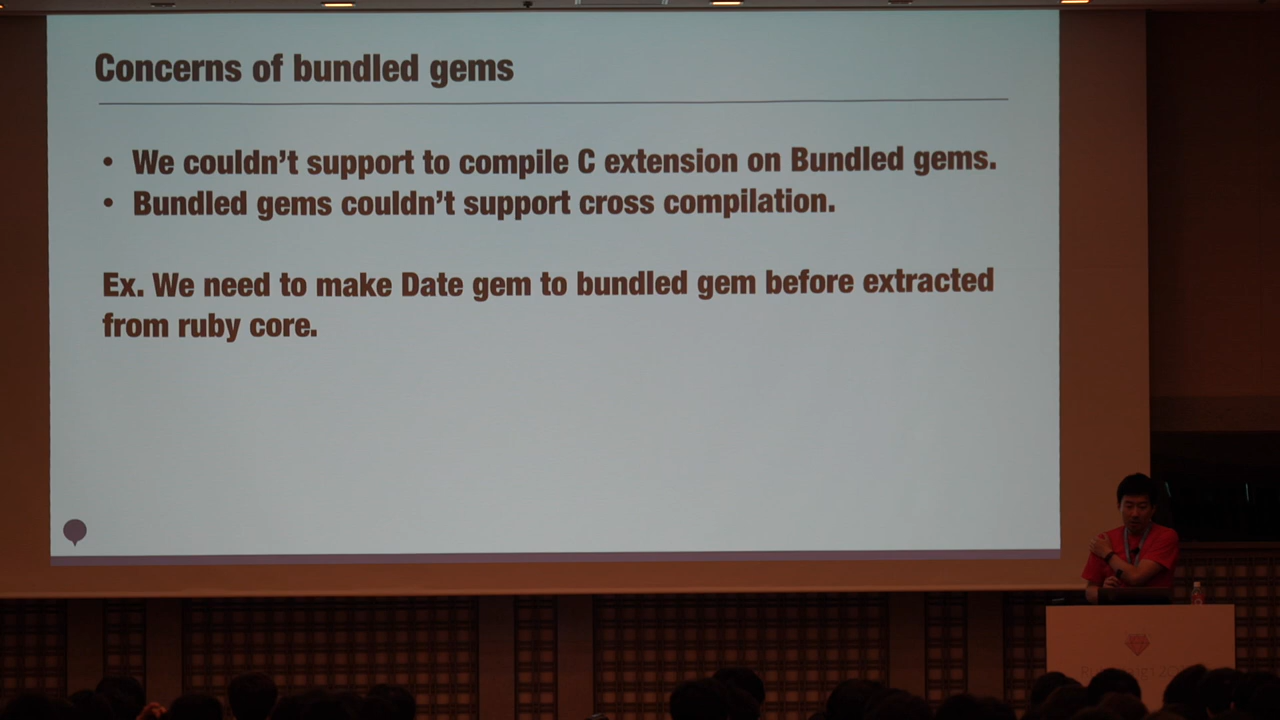 Concerns of bundled gems
• We couldn't support to compile C extension on Bundled gems.
• Bundled gems couldn't support cross compilation.
Ex. We need to make Date gem to bundled gem before extracted
from ruby core.